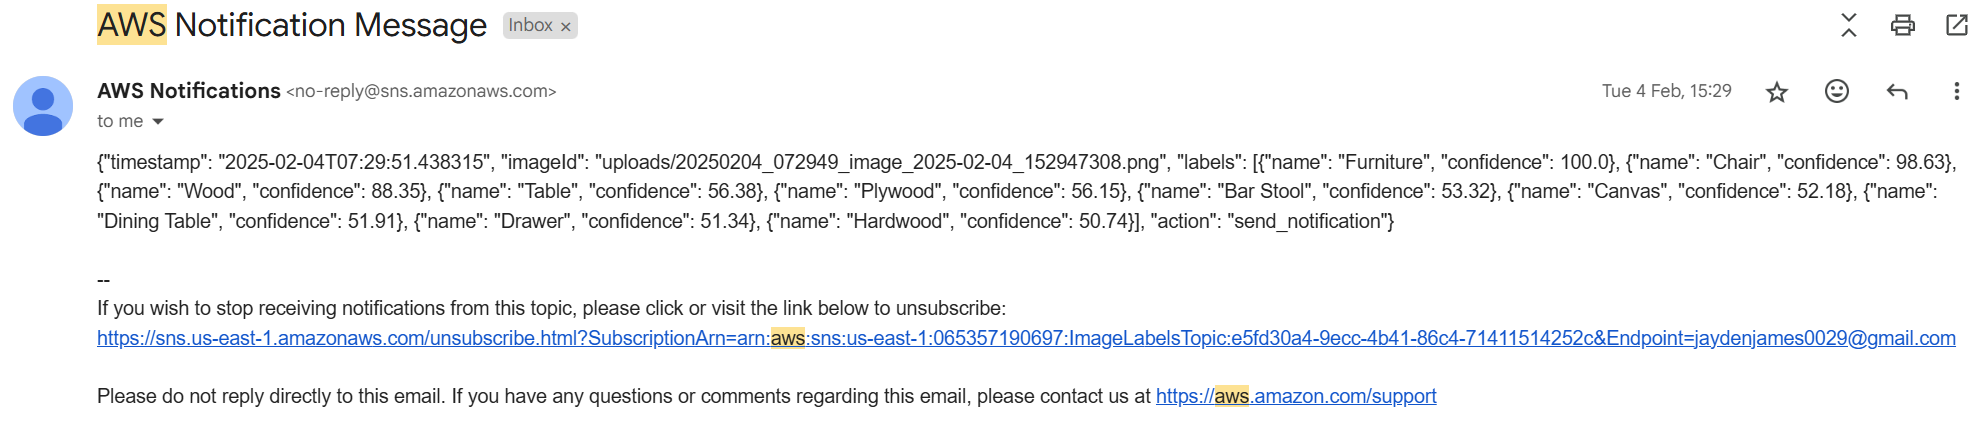 AWS Notification Message Inbox ×
AWS Notifications <no-reply@sns.amazonaws.com> Tue 4 Feb, 15:29
to me
{"timestamp": "2025-02-04T07:29:51.438315", "imageId": "uploads/20250204_072949_image_2025-02-04_152947308.png", "labels": [{"name": "Furniture", "confidence": 100.0}, {"name": "Chair", "confidence": 98.63},
{"name": "Wood", "confidence": 88.35}, {"name": "Table", "confidence": 56.38}, {"name": "Plywood", "confidence": 56.15}, {"name": "Bar Stool", "confidence": 53.32}, {"name": "Canvas", "confidence": 52.18}, {"name":
"Dining Table", "confidence": 51.91}, {"name": "Drawer", "confidence": 51.34}, {"name": "Hardwood", "confidence": 50.74}], "action": "send_notification"}
--
If you wish to stop receiving notifications from this topic, please click or visit the link below to unsubscribe:
https://sns.us-east-1.amazonaws.com/unsubscribe.html?SubscriptionArn=arn:aws:sns:us-east-1:065357190697:ImageLabelsTopic:e5fd30a4-9ecc-4b41-86c4-71411514252c&Endpoint=jaydenjames0029@gmail.com
Please do not reply directly to this email. If you have any questions or comments regarding this email, please contact us at https://aws.amazon.com/support